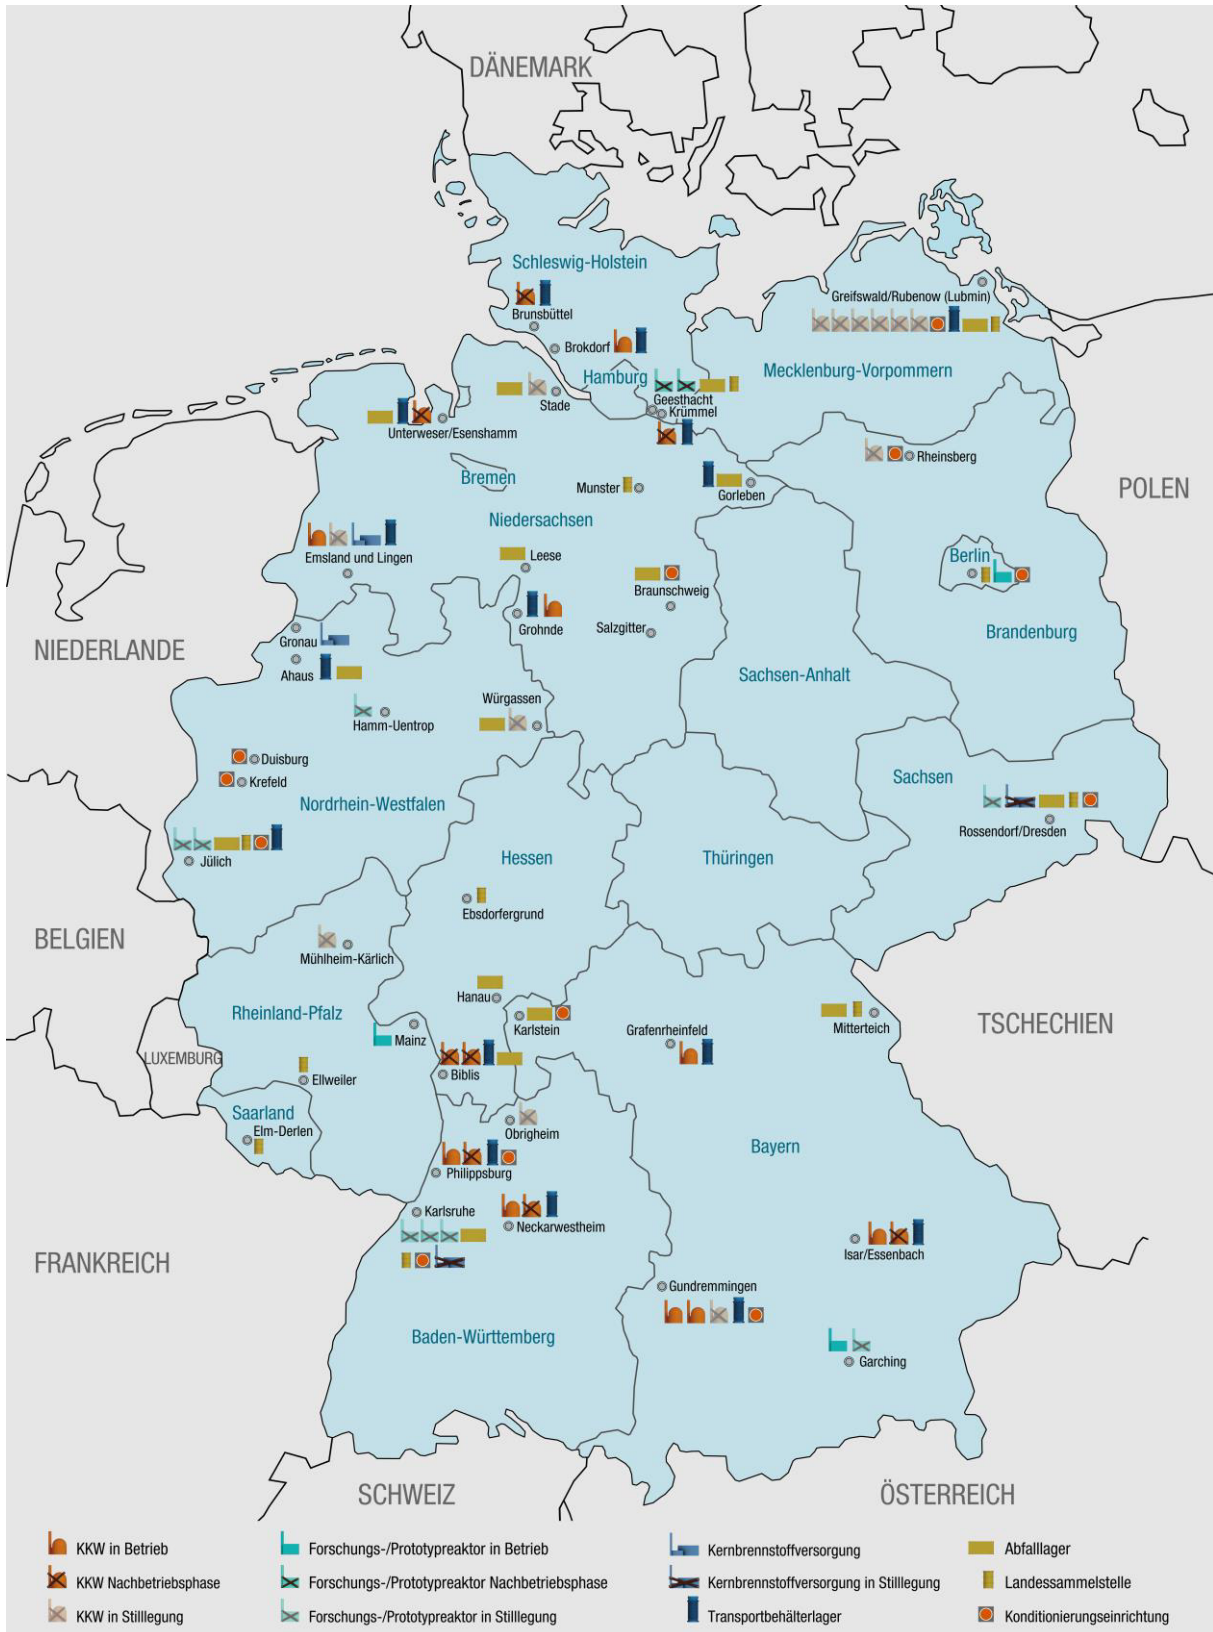 DÄNEMARK
Schleswig-Holstein
Greifswald/Rubenow (Lubmin)
Brunsbüttel
Brokdorf
Hamburg
Mecklenburg-Vorpommern
Geesthacht
Krümmel
Stade
Unterweser/Esenshamm
Rheinsberg
Bremen
Munster
Gorleben
POLEN
Niedersachsen
Emsland und Lingen
Leese
Berlin
Braunschweig
Grohnde
Salzgitter
Brandenburg
Gronau
NIEDERLANDE
Ahaus
Sachsen-Anhalt
Würgassen
Hamm-Uentrop
Duisburg
Krefeld
Sachsen
Nordrhein-Westfalen
Rossendorf/Dresden
Jülich
Hessen
Thüringen
Ebsdorfergrund
BELGIEN
Mühlheim-Kärlich
Hanau
Rheinland-Pfalz
Karlstein
Grafenrheinfeld
Mitterteich
TSCHECHIEN
Mainz
LUXEMBURG
Biblis
Ellweiler
Saarland
Elm-Derlen
Obrigheim
Bayern
Philippsburg
Karlsruhe
Neckarwestheim
Isar/Essenbach
FRANKREICH
Gundremmingen
Baden-Württemberg
Garching
SCHWEIZ
ÖSTERREICH
KKW in Betrieb
KKW Nachbetriebsphase
KKW in Stilllegung
Forschungs-/Prototypreaktor in Betrieb
Forschungs-/Prototypreaktor Nachbetriebsphase
Forschungs-/Prototypreaktor in Stilllegung
Kernbrennstoffversorgung
Kernbrennstoffversorgung in Stilllegung
Transportbehälterlager
Abfalllager
Landessammelstelle
Konditionierungseinrichtung